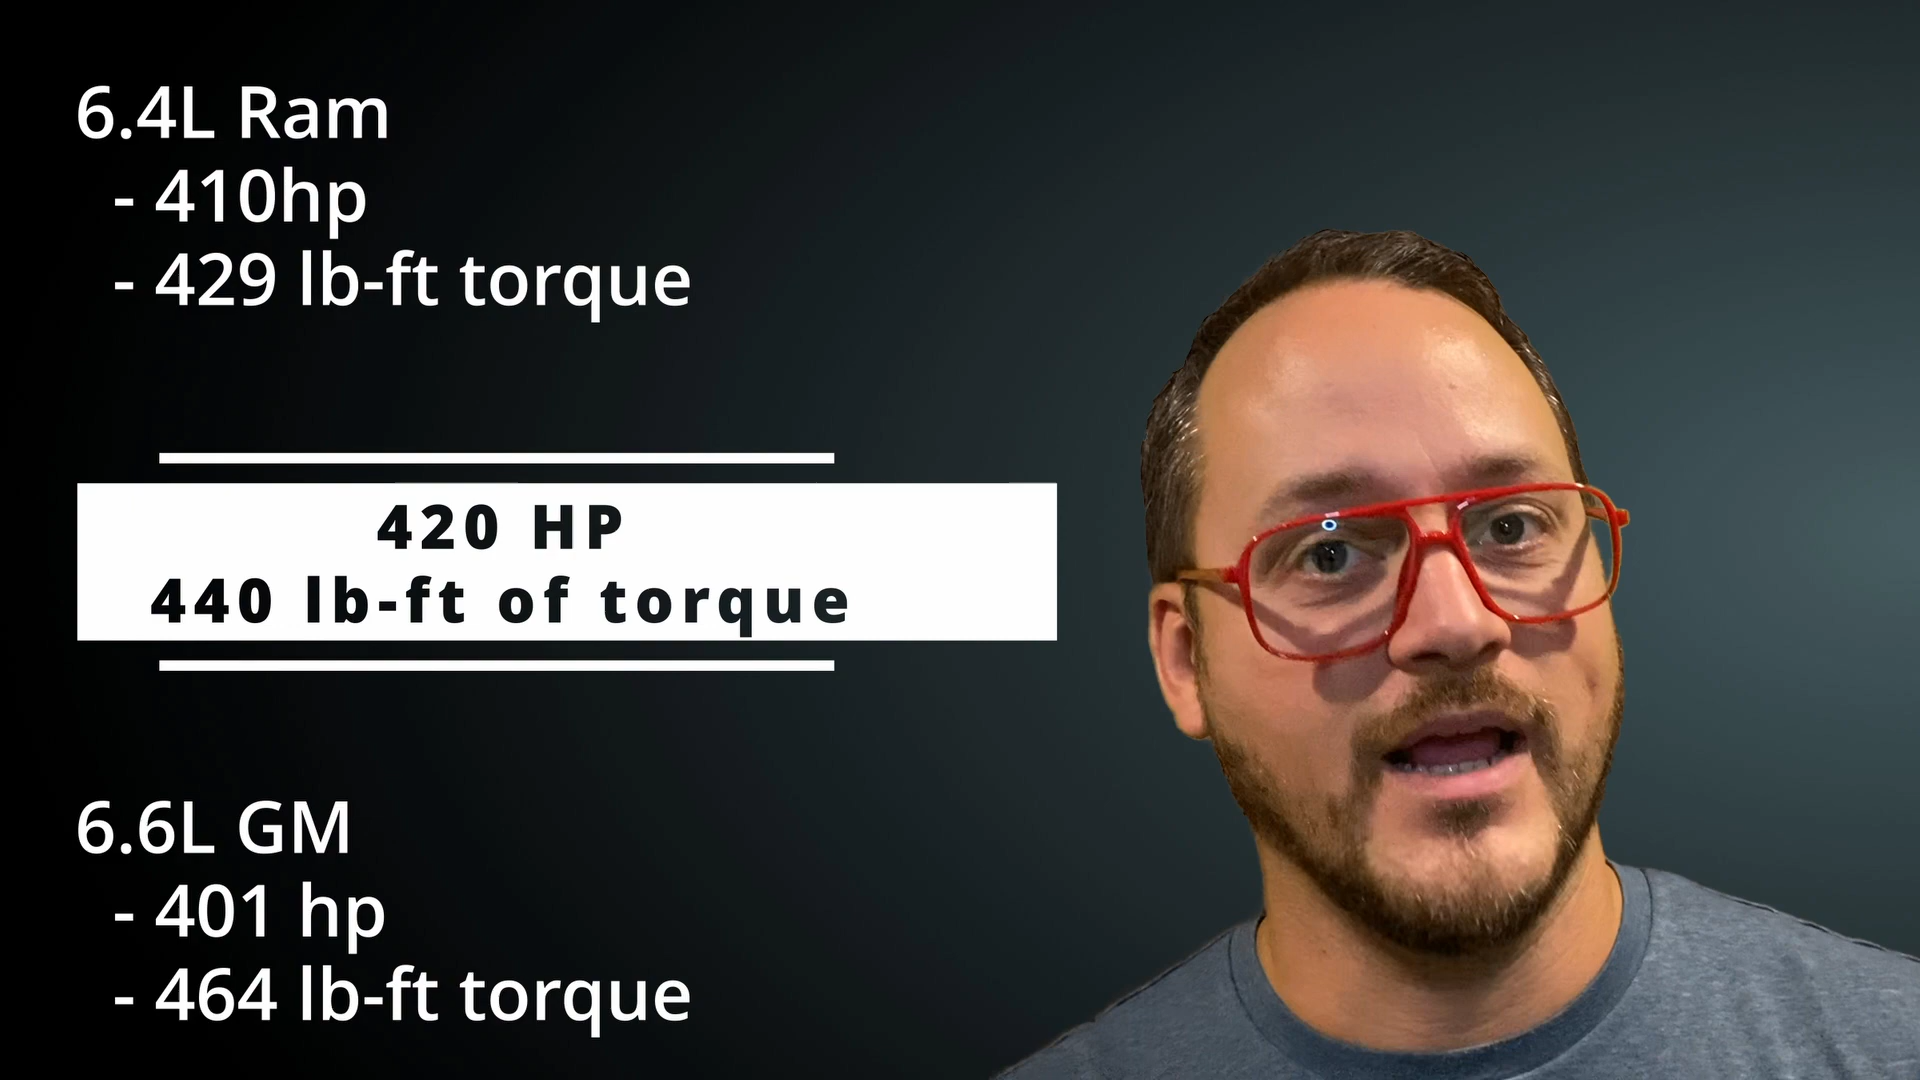 6.4L Ram
- 410hp
- 429 lb-ft torque
420 HP
440 lb-ft of torque
6.6L GM
- 401 hp
- 464 lb-ft torque